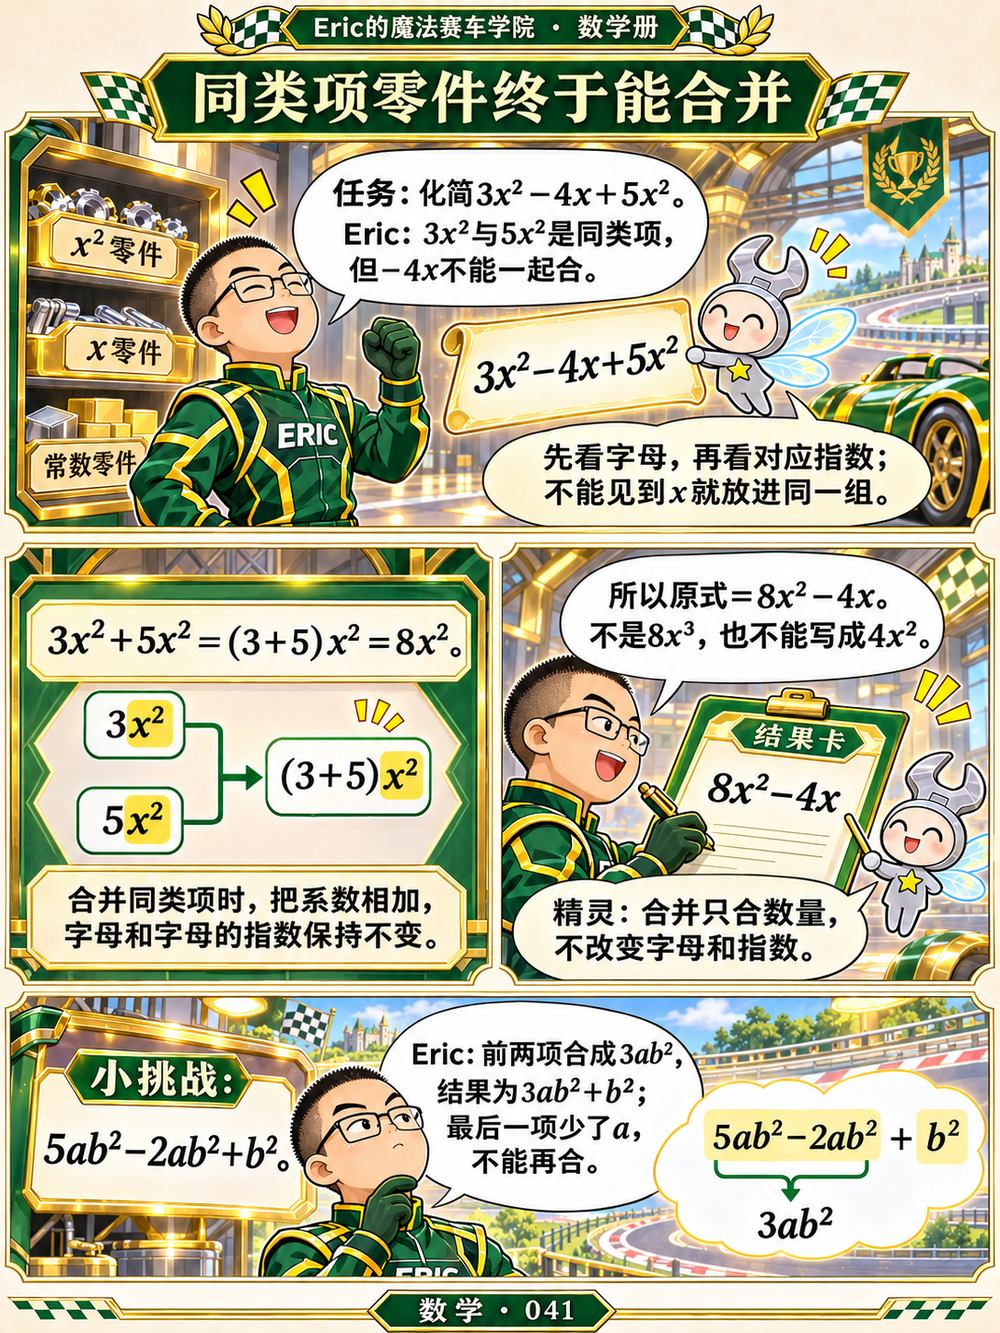 Eric的魔法赛车学院 · 数学册
同类项零件终于能合并
任务：化简3x²－4x＋5x²。
Eric：3x²与5x²是同类项，
但－4x不能一起合。
x²零件
x零件
常数零件
ERIC
3x²－4x＋5x²
先看字母，再看对应指数；
不能见到x就放进同一组。
3x²＋5x²＝(3＋5)x²＝8x²。
3x²
5x²
(3＋5)x²
合并同类项时，把系数相加，
字母和字母的指数保持不变。
所以原式＝8x²－4x。
不是8x³，也不能写成4x²。
结果卡
8x²－4x
精灵：合并只合数量，
不改变字母和指数。
小挑战：
5ab²－2ab²＋b²。
Eric：前两项合成3ab²，
结果为3ab²＋b²；
最后一项少了a，
不能再合。
5ab²－2ab² ＋ b²
3ab²
ERIC
数学 · 041